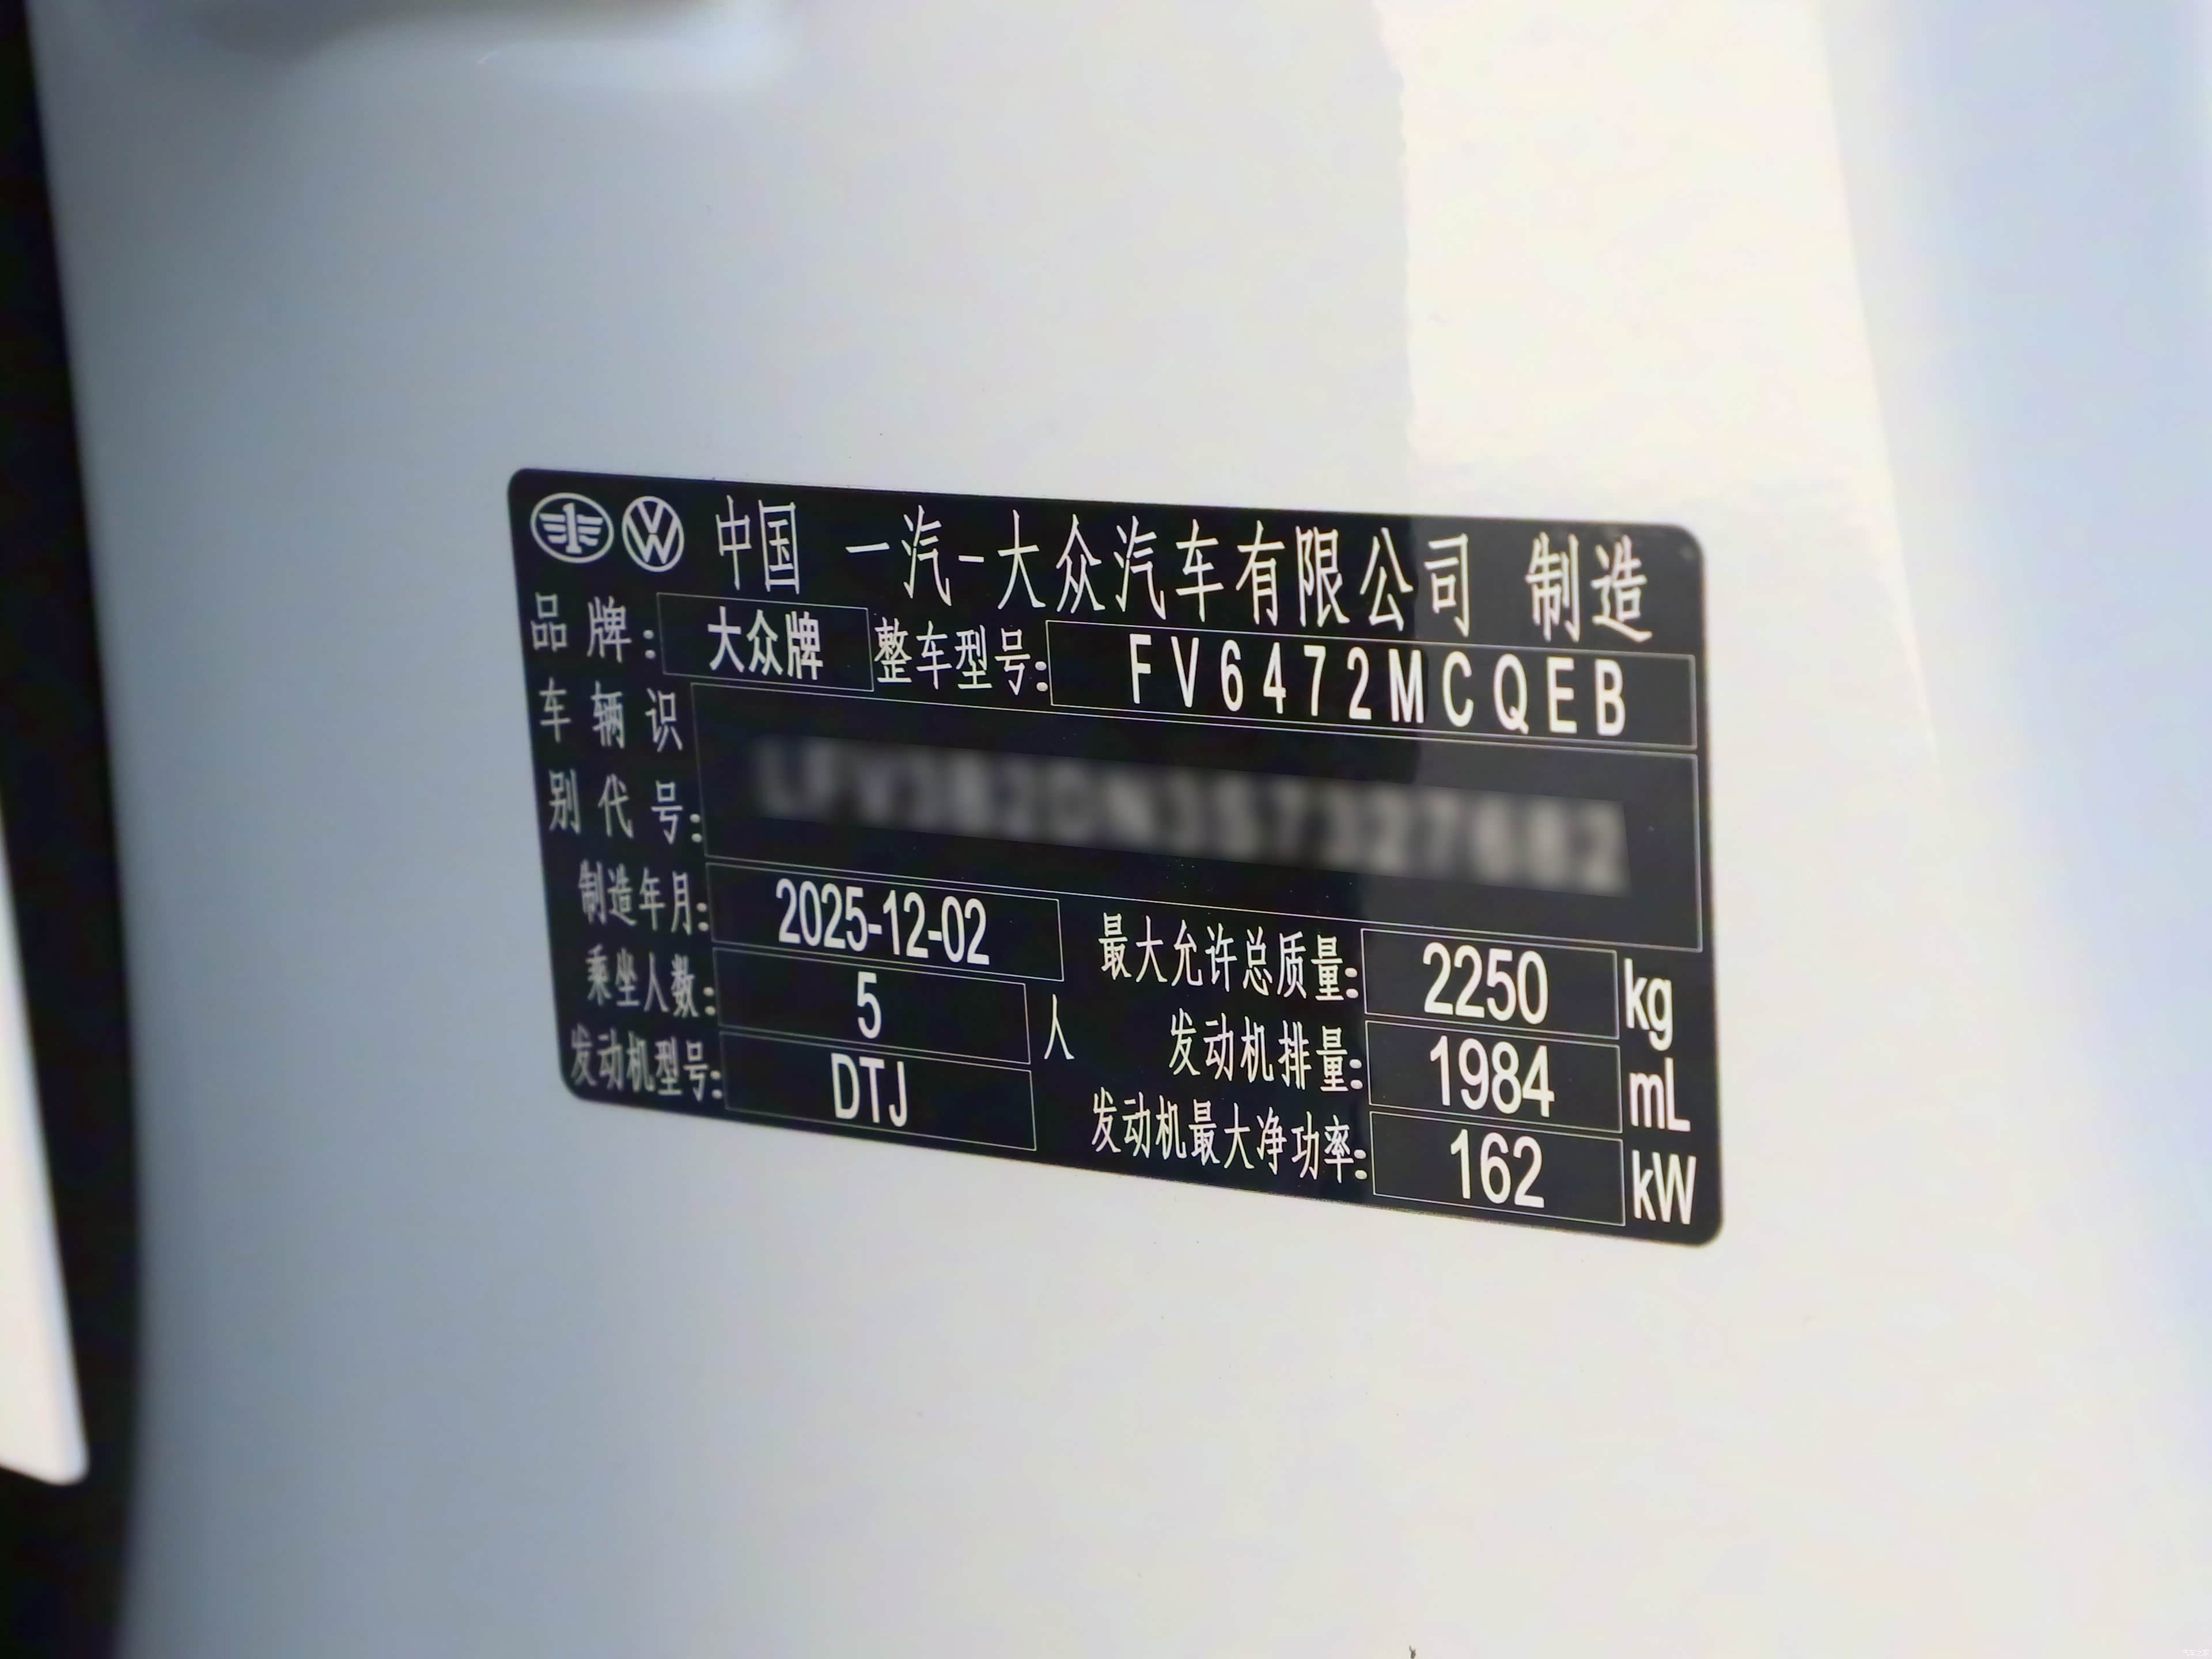 中国 一汽-大众汽车有限公司 制造
品牌: 大众牌 整车型号: FV6472MCQEB
车辆识
别代号:
制造年月: 2025-12-02 最大允许总质量: 2250 kg
乘坐人数: 5 人 发动机排量: 1984 mL
发动机型号: DTJ 发动机最大净功率: 162 kW